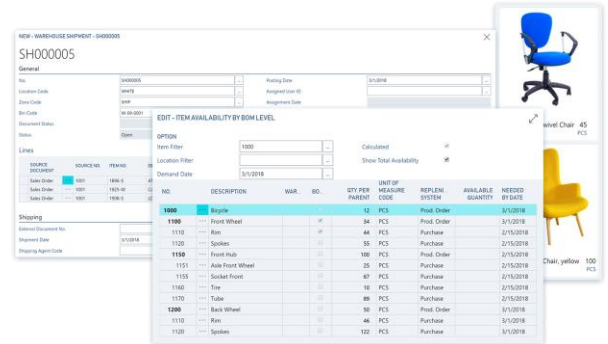 NEW - WAREHOUSE SHIPMENT - SH000005
SH000005
General
No. SH000005 Posting Date 3/1/2018
Location Code WHITE Assigned User ID
Zone Code SHIP Assignment Date
Bin Code W-09-0001
Document Status
Status Open
Lines
SOURCE DOCUMENT SOURCE NO. ITEM NO.
Sales Order 1001 1896-S
Sales Order 1001 1925-W
Sales Order 1001 1906-S
Shipping
External Document No.
Shipment Date 3/1/2018
Shipping Agent Code
EDIT - ITEM AVAILABILITY BY BOM LEVEL
OPTION
Item Filter 1000 Calculated
Location Filter Show Total Availability
Demand Date 3/1/2018
NO. DESCRIPTION WAR.. BO.. QTY. PER PARENT UNIT OF MEASURE CODE REPLENI... SYSTEM AVAILABLE QUANTITY NEEDED BY DATE
1000 Bicycle 12 PCS Prod. Order 3/1/2018
1100 Front Wheel 34 PCS Prod. Order 3/1/2018
1110 Rim 44 PCS Purchase 2/15/2018
1120 Spokes 55 PCS Purchase 2/15/2018
1150 Front Hub 100 PCS Prod. Order 2/15/2018
1151 Axle Front Wheel 25 PCS Purchase 2/15/2018
1155 Socket Front 67 PCS Purchase 2/15/2018
1160 Tire 10 PCS Purchase 2/15/2018
1170 Tube 89 PCS Purchase 2/15/2018
1200 Back Wheel 50 PCS Prod. Order 3/1/2018
1110 Rim 46 PCS Purchase 3/1/2018
1120 Spokes 122 PCS Purchase 3/1/2018
wivel Chair 45
PCS
Chair, yellow 100
PCS